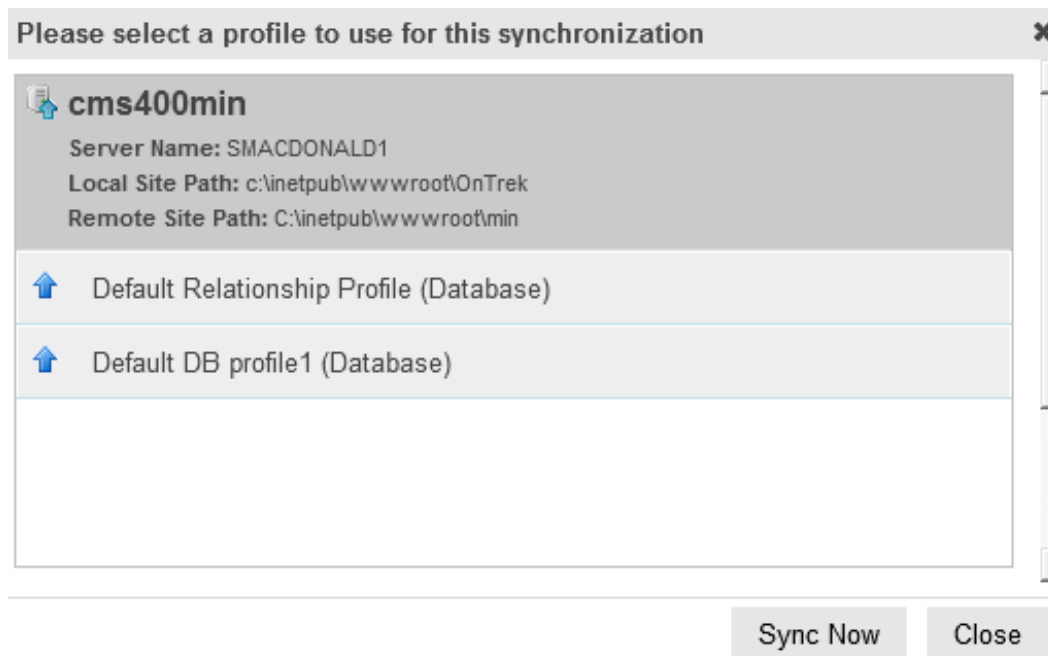 Please select a profile to use for this synchronization
cms400min
Server Name: SMACDONALD1
Local Site Path: c:\inetpub\wwwroot\OnTrek
Remote Site Path: C:\inetpub\wwwroot\min
Default Relationship Profile (Database)
Default DB profile1 (Database)
Sync Now Close